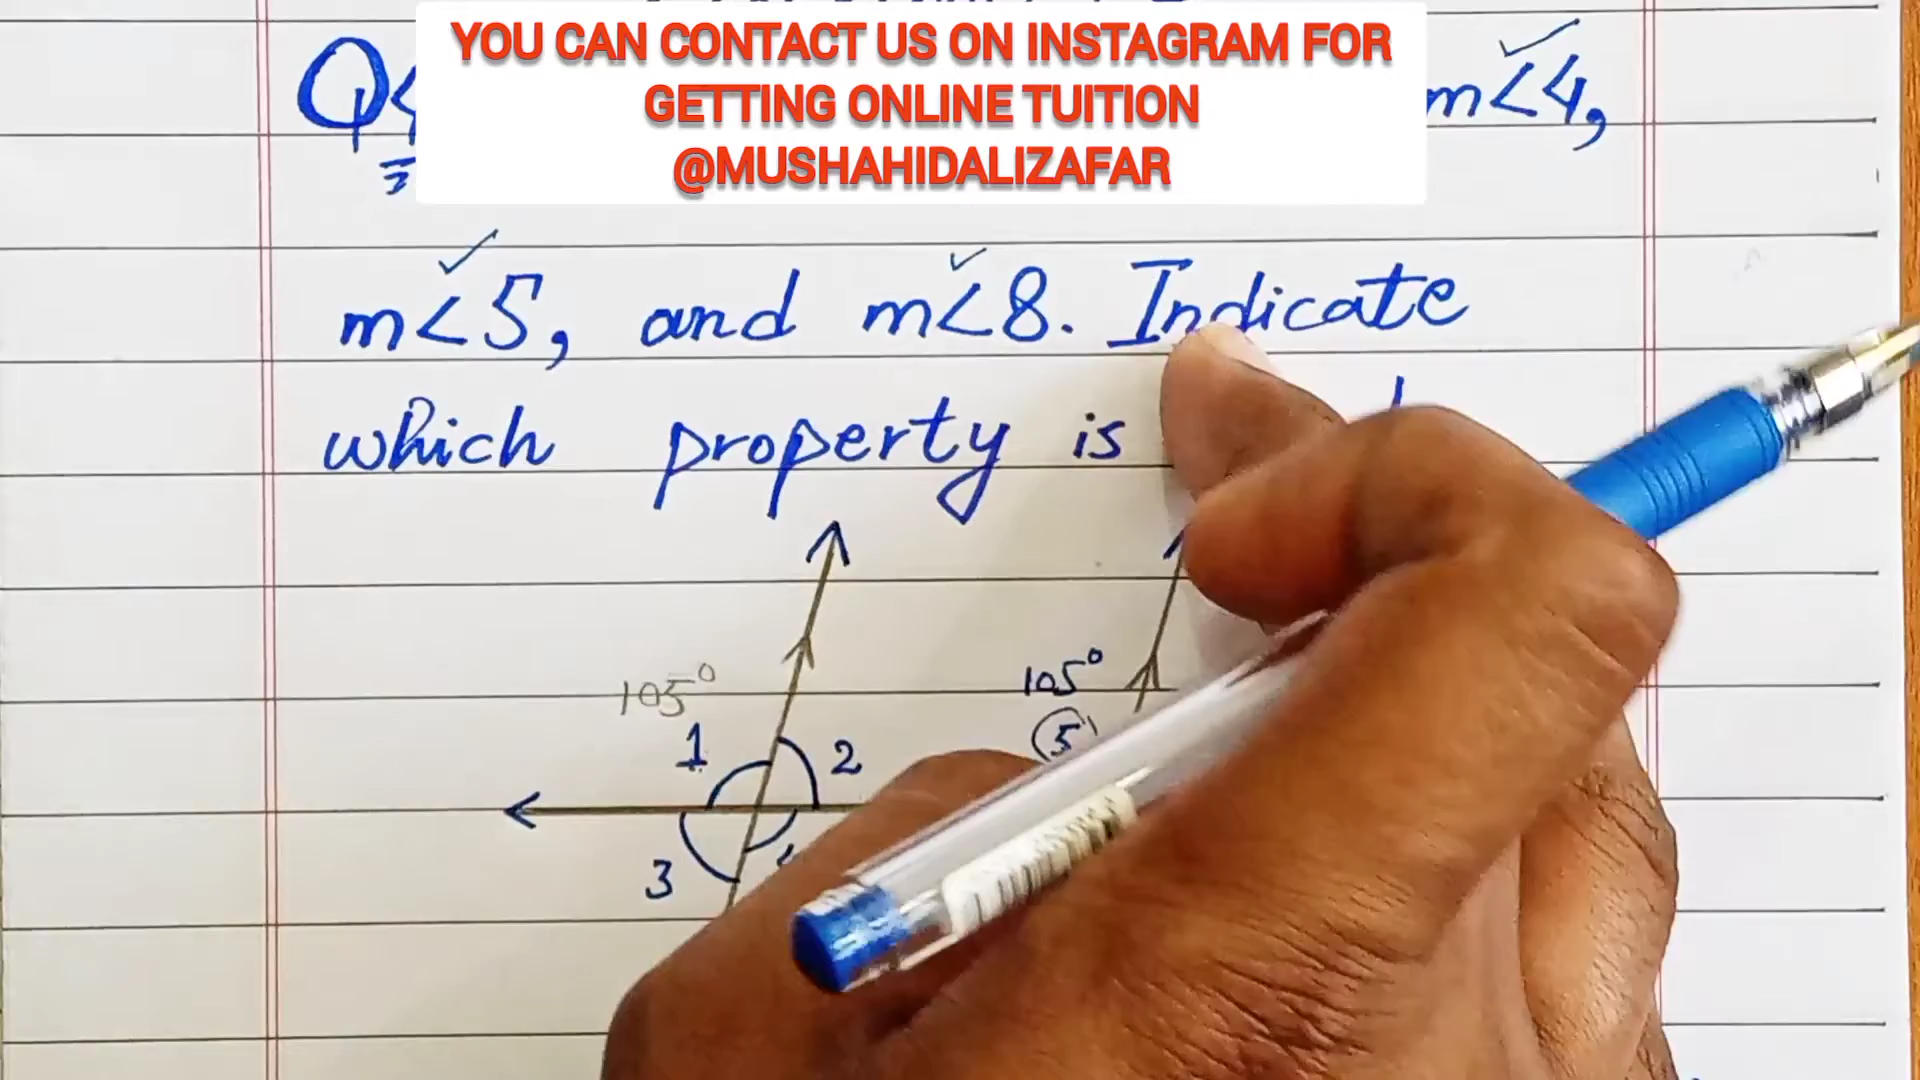 YOU CAN CONTACT US ON INSTAGRAM FOR
GETTING ONLINE TUITION
@MUSHAHIDALIZAFAR
m<4,
m<5, and m<8. Indicate
which property is
105°
105°
1
2
5
3